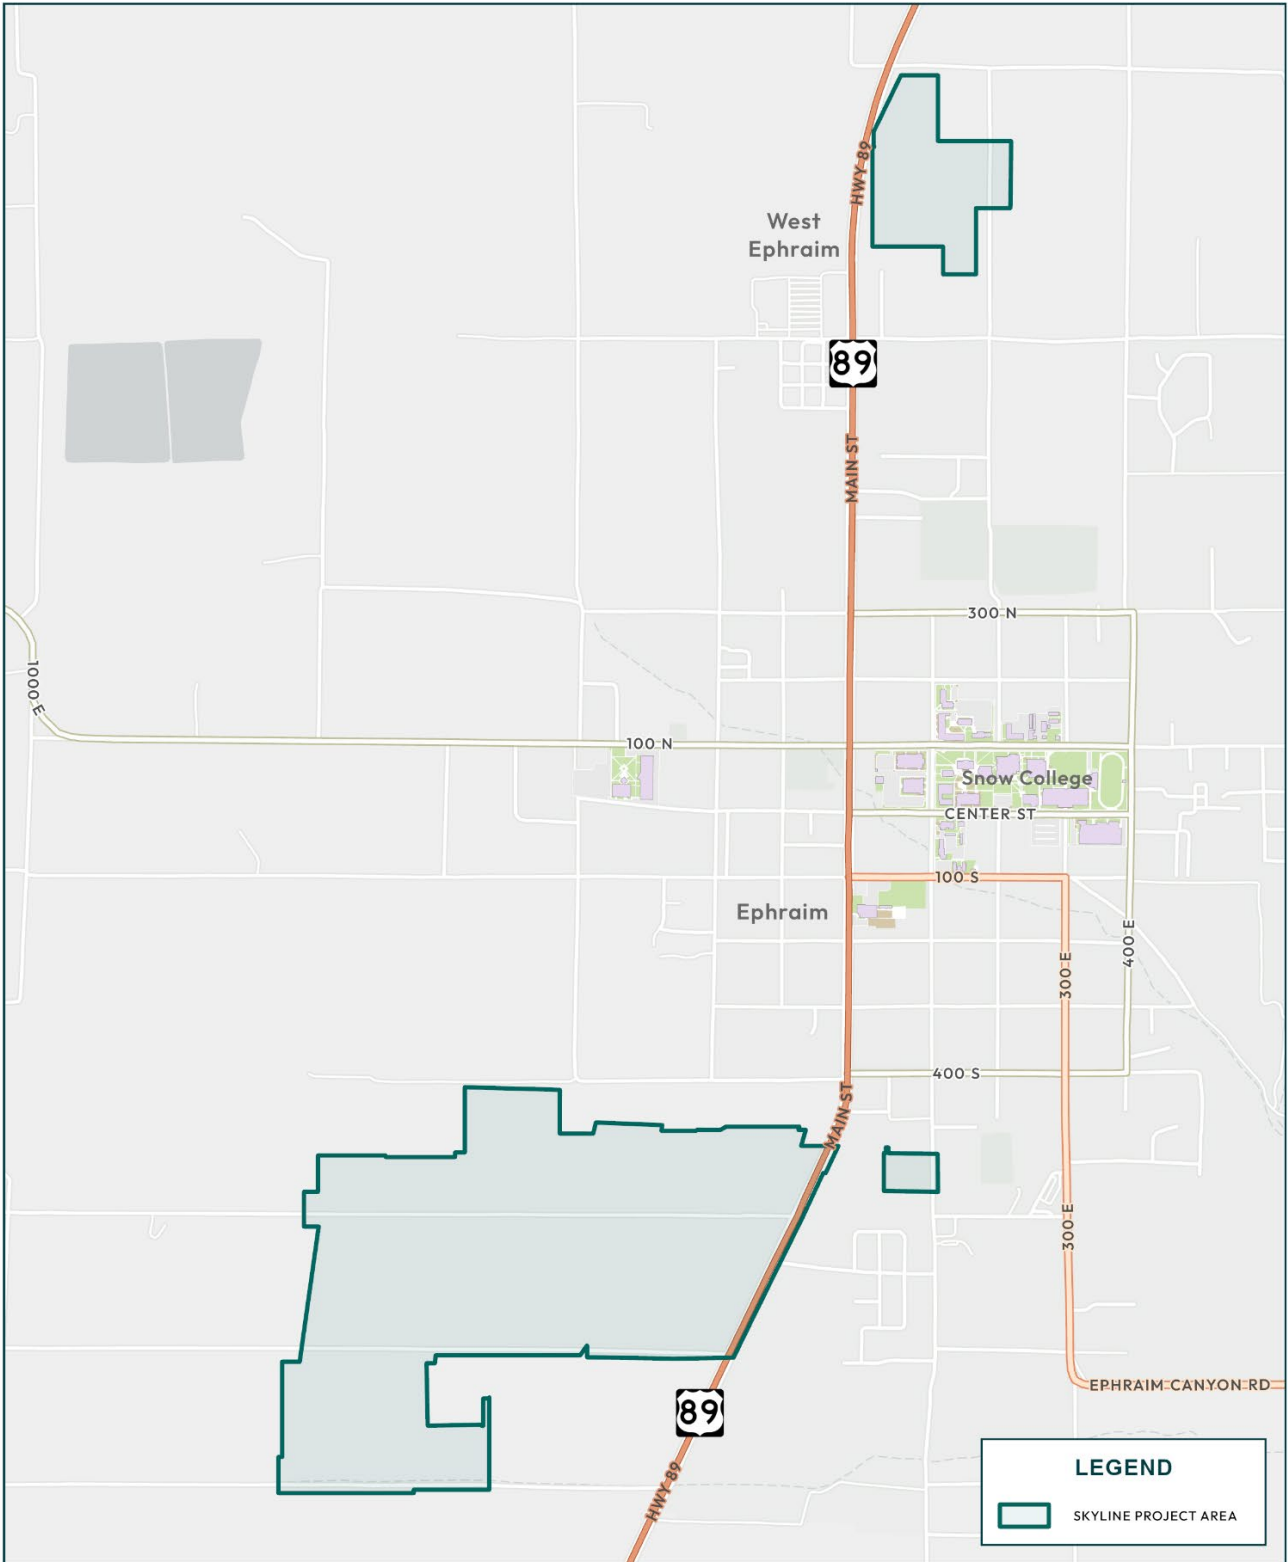 HWY 89
West
Ephraim
89
MAIN ST
300 N
1000 E
100 N
Snow College
CENTER ST
100 S
Ephraim
400 E
300 E
400 S
MAIN ST
300 E
EPHRAIM CANYON RD
89
HWY 89
LEGEND
SKYLINE PROJECT AREA